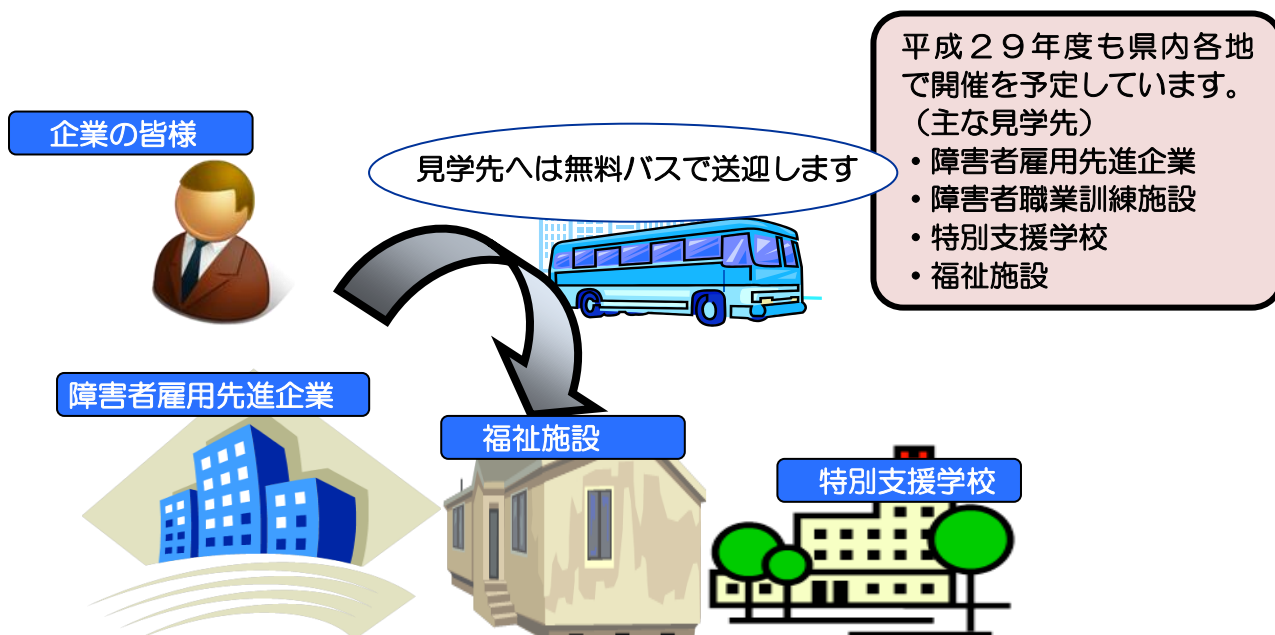 平成２９年度も県内各地
で開催を予定しています。
（主な見学先）
・障害者雇用先進企業
・障害者職業訓練施設
・特別支援学校
・福祉施設
企業の皆様
見学先へは無料バスで送迎します
障害者雇用先進企業
福祉施設
特別支援学校